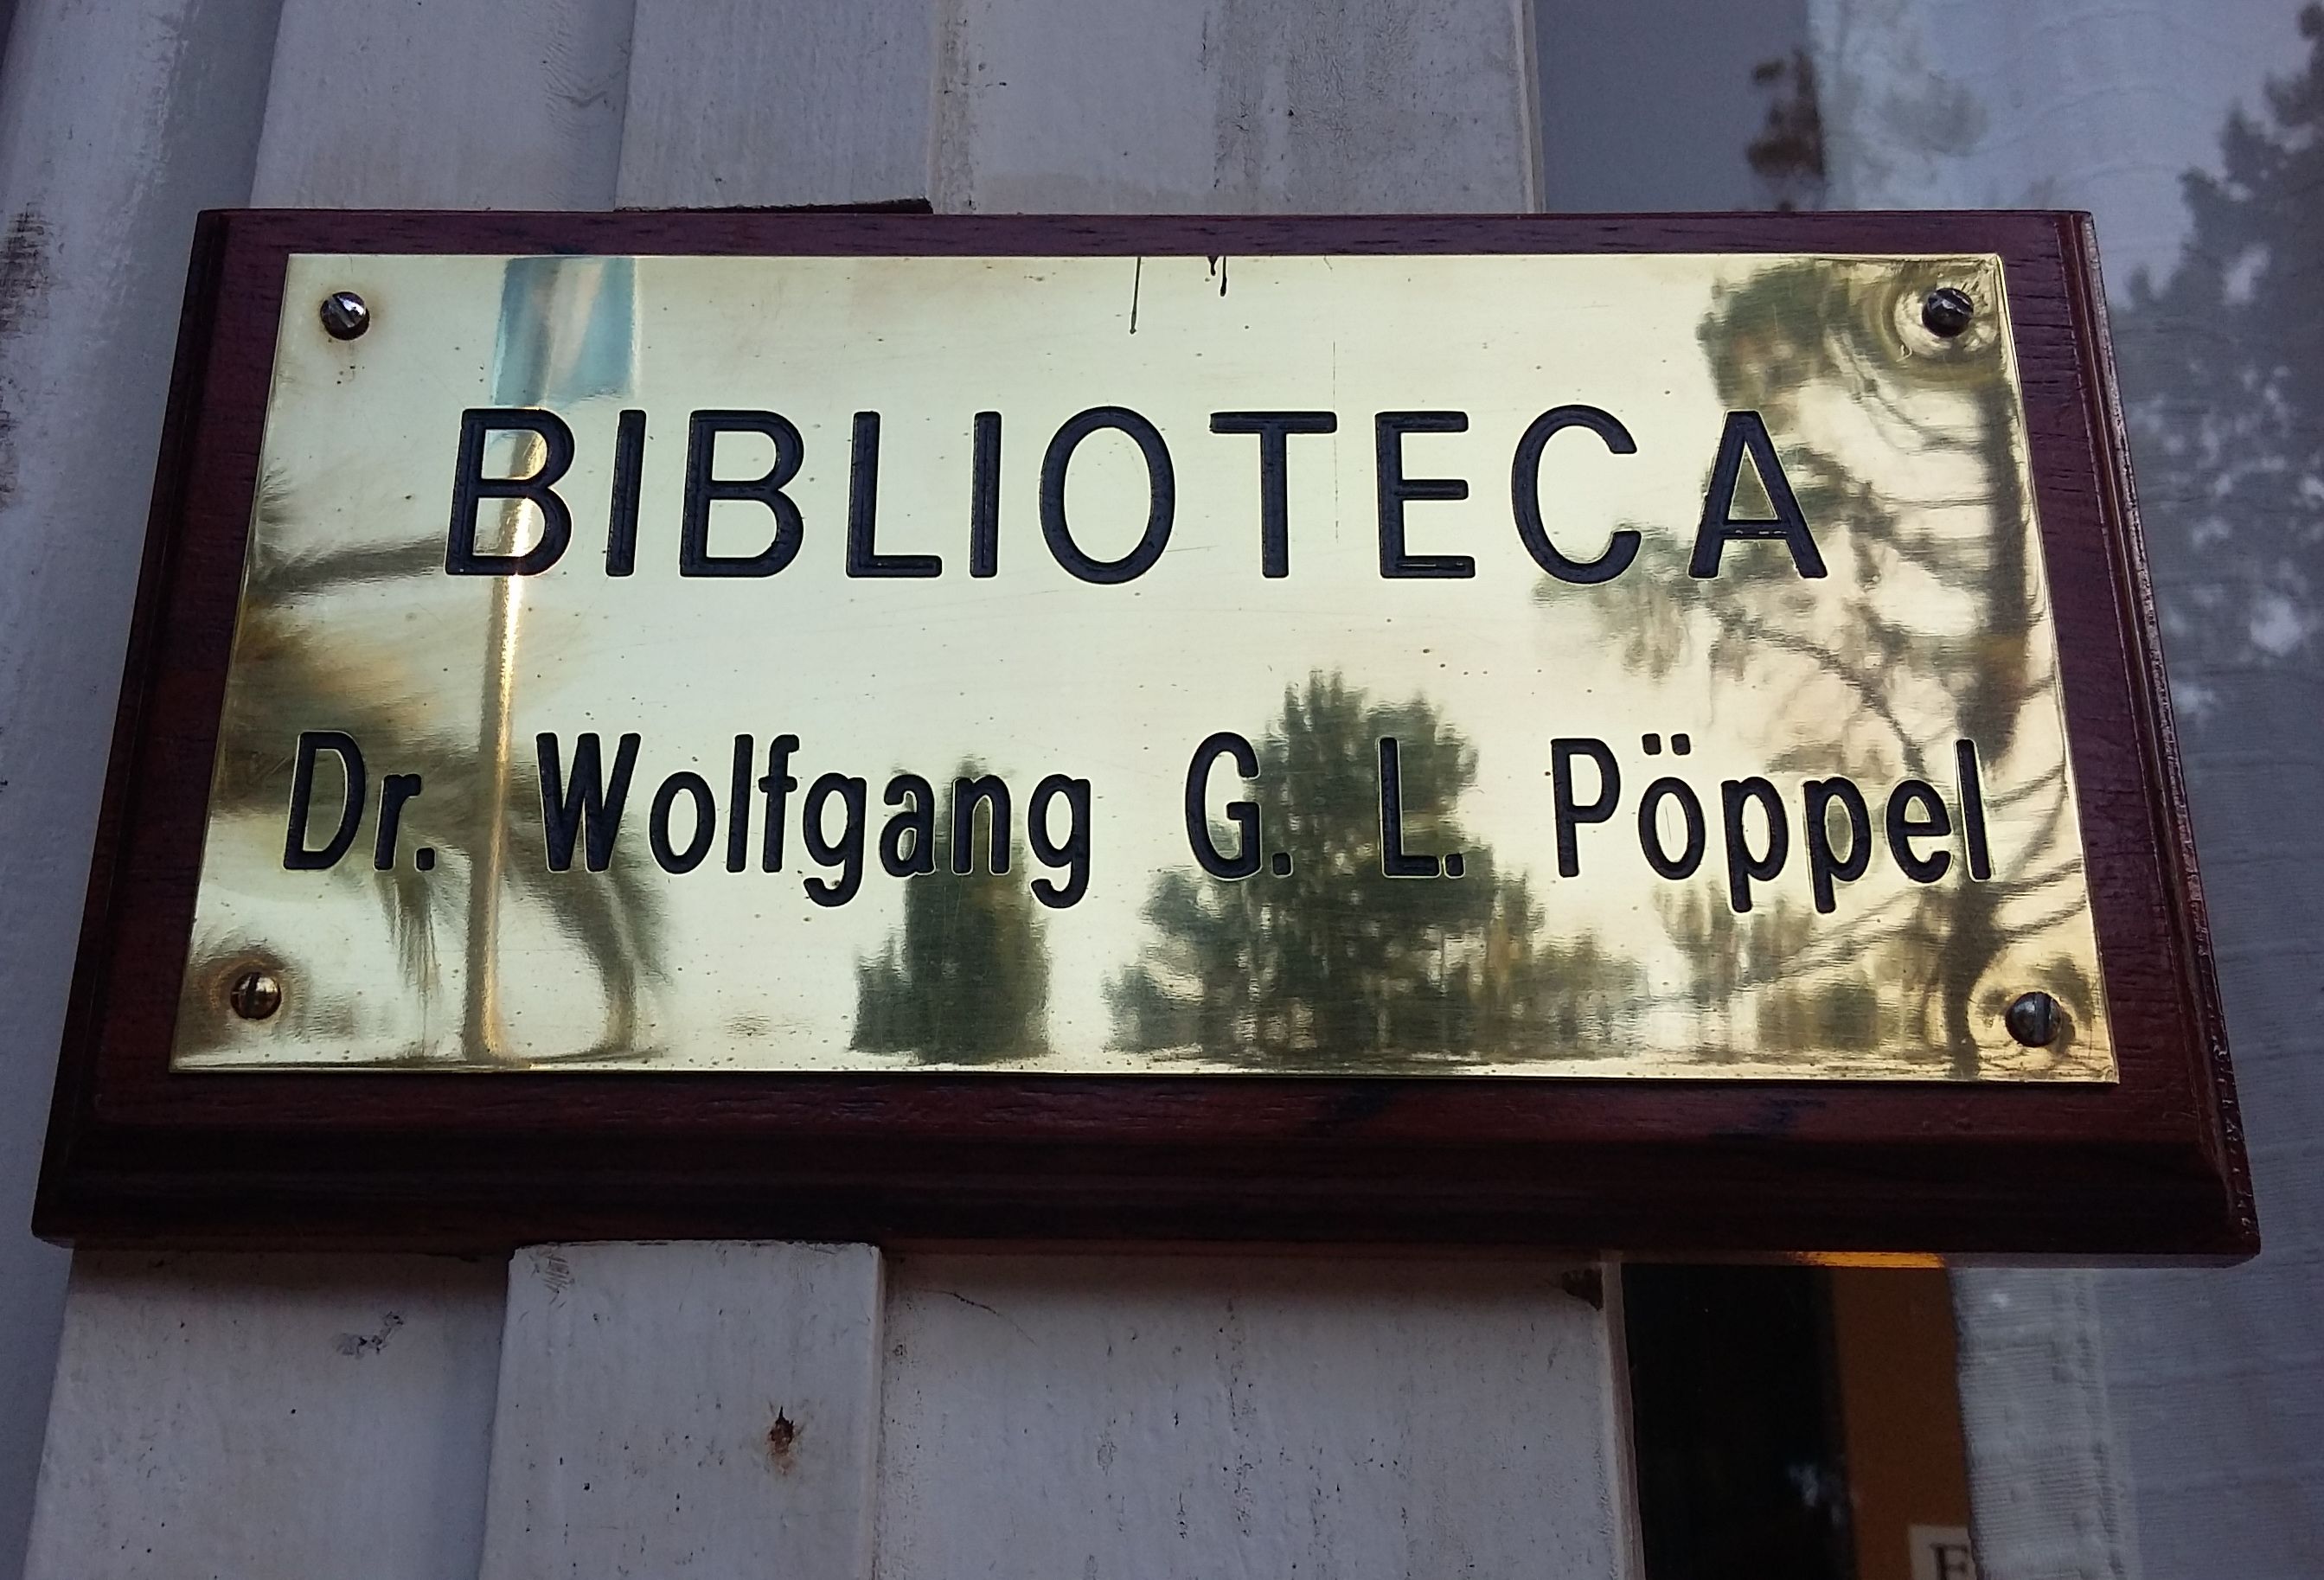 BIBLIOTECA
Dr. Wolfgang G. L. Pöppel